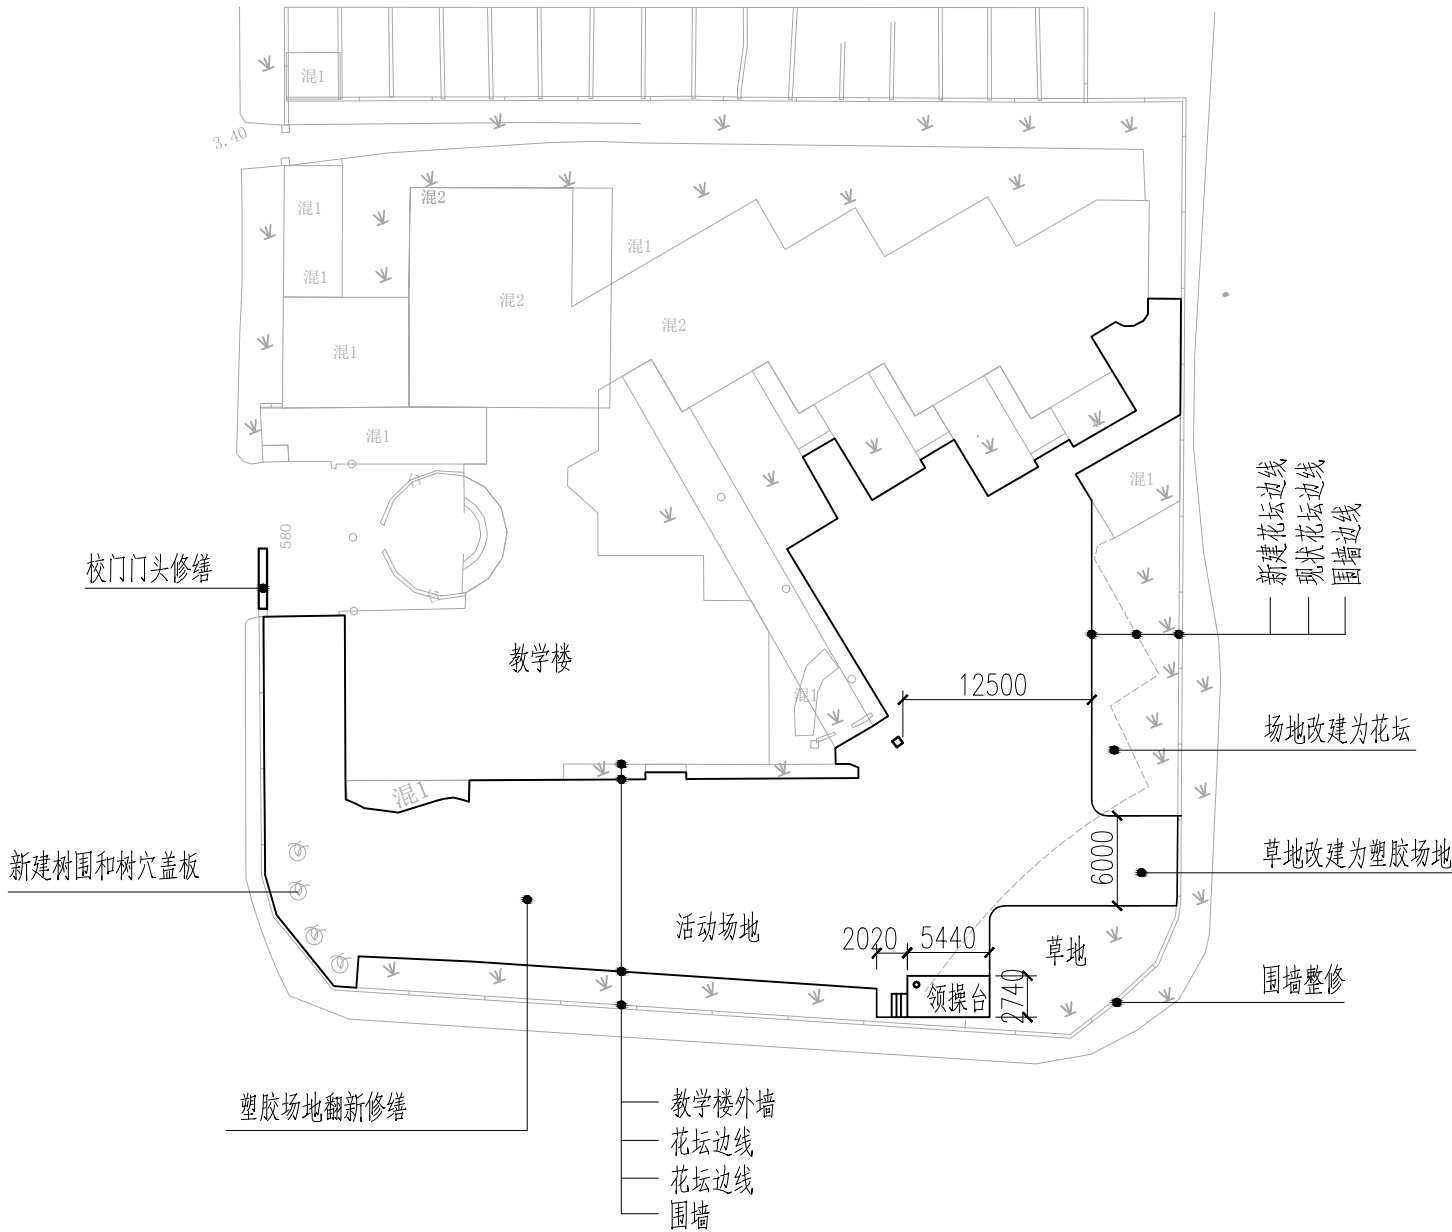 混1
3.40
混1
混2
混1
混1
混2
混2
混1
混1
混1
台
580
台
校门门头修缮
教学楼
混1
混1
新建花坛边线
现状花坛边线
围墙边线
12500
场地改建为花坛
6000
草地改建为塑胶场地
新建树围和树穴盖板
活动场地
2020
5440
草地
2740
领操台
围墙整修
塑胶场地翻新修缮
教学楼外墙
花坛边线
花坛边线
围墙